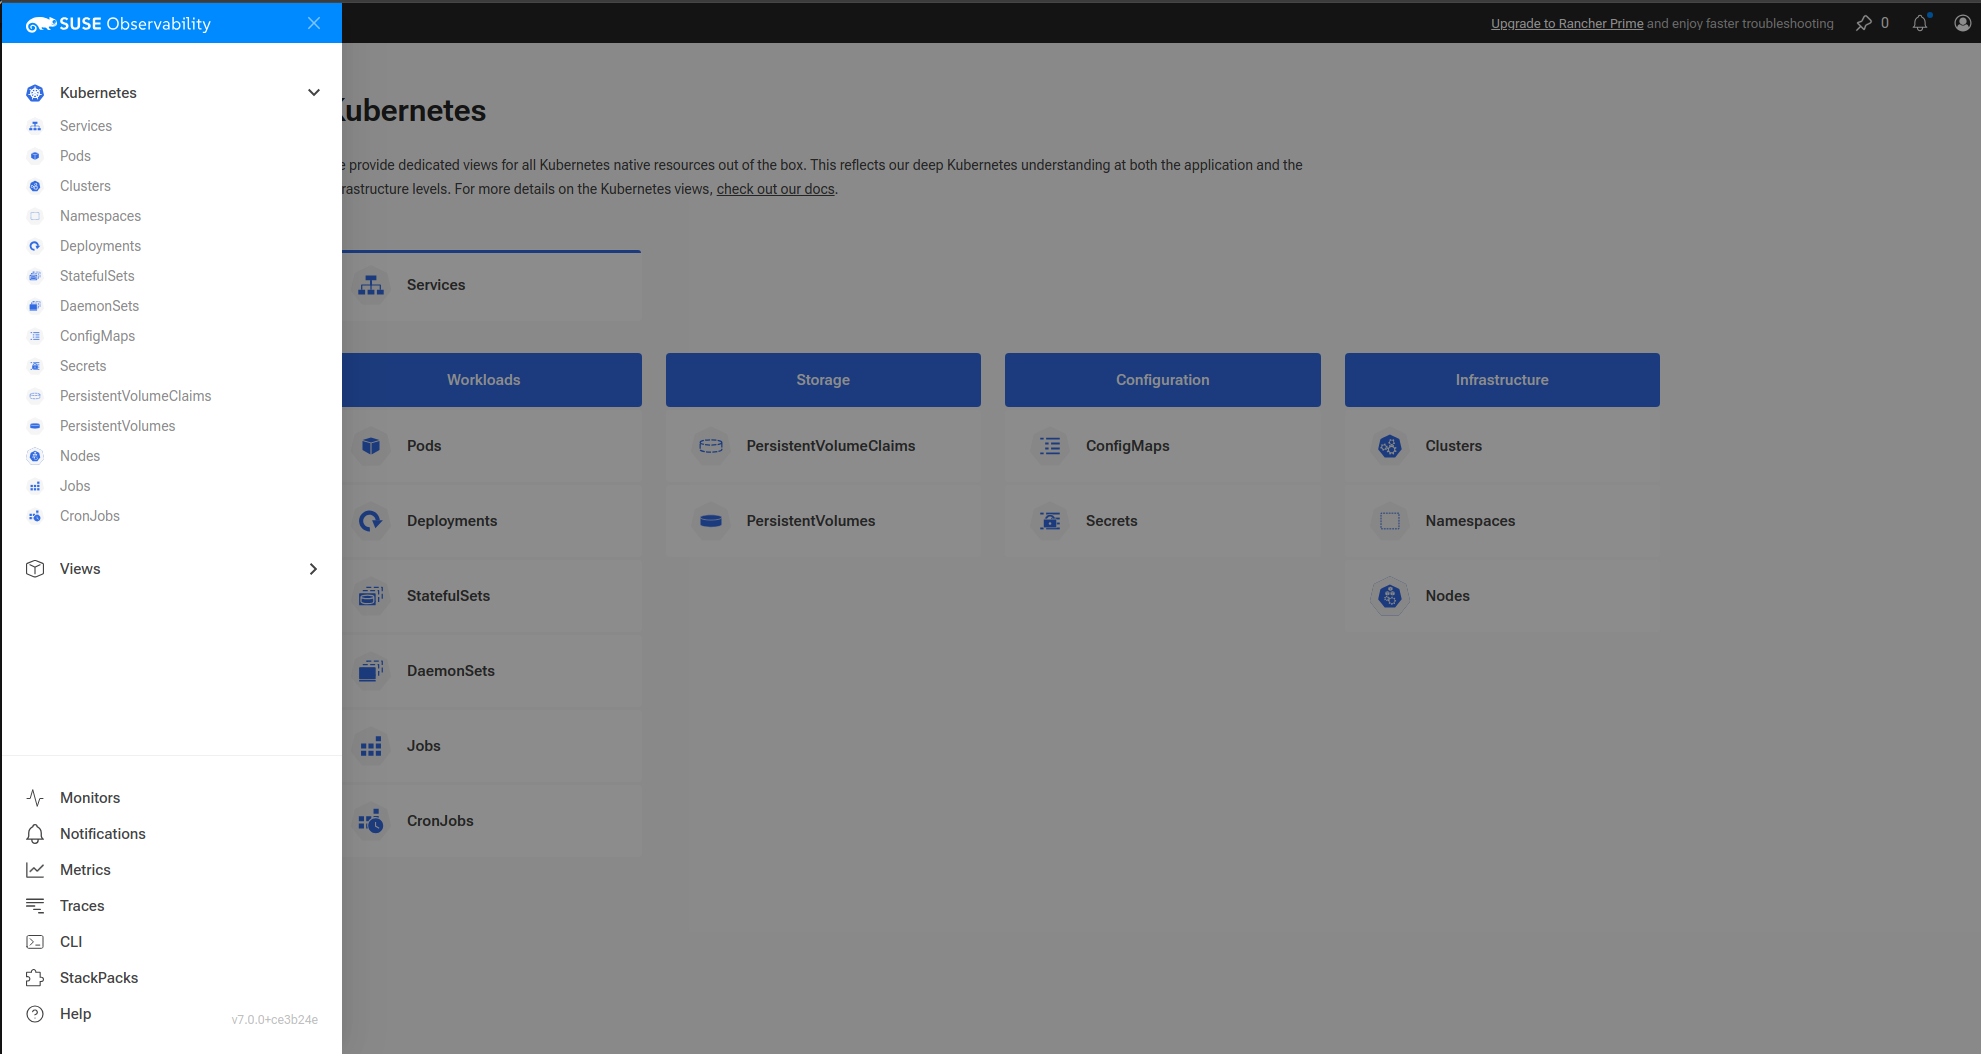 SUSE Observability
Upgrade to Rancher Prime and enjoy faster troubleshooting
0
Kubernetes
Services
Pods
Clusters
Namespaces
Deployments
StatefulSets
DaemonSets
ConfigMaps
Secrets
PersistentVolumeClaims
PersistentVolumes
Nodes
Jobs
CronJobs
Views
Monitors
Notifications
Metrics
Traces
CLI
StackPacks
Help
v7.0.0+ce3b24e
Kubernetes
e provide dedicated views for all Kubernetes native resources out of the box. This reflects our deep Kubernetes understanding at both the application and the
rastructure levels. For more details on the Kubernetes views, check out our docs.
Services
Workloads
Pods
Deployments
StatefulSets
DaemonSets
Jobs
CronJobs
Storage
PersistentVolumeClaims
PersistentVolumes
Configuration
ConfigMaps
Secrets
Infrastructure
Clusters
Namespaces
Nodes